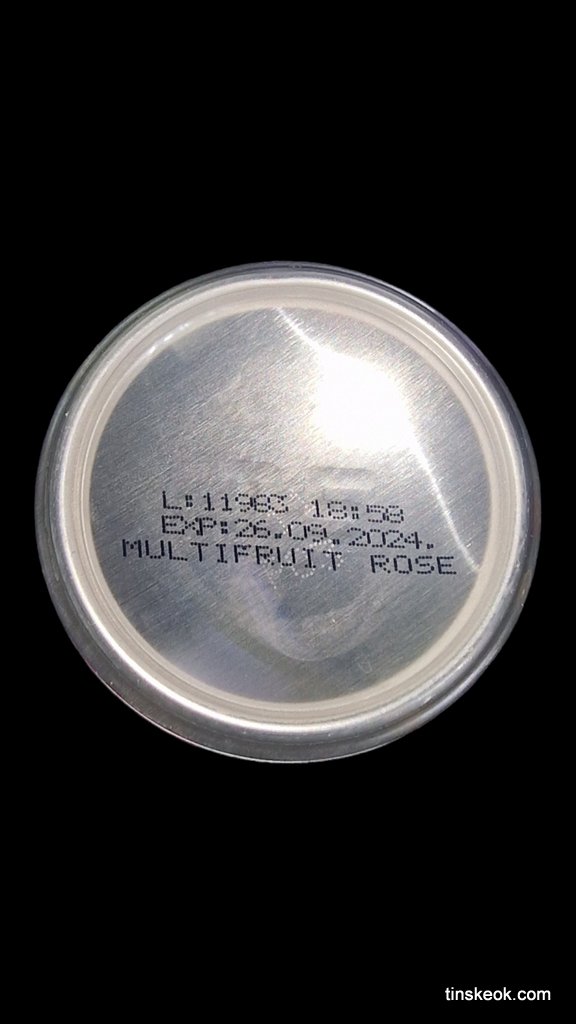 L:11983 18:58
EXP:26.09.2024.
MULTIFRUIT ROSE
tinskeok.com